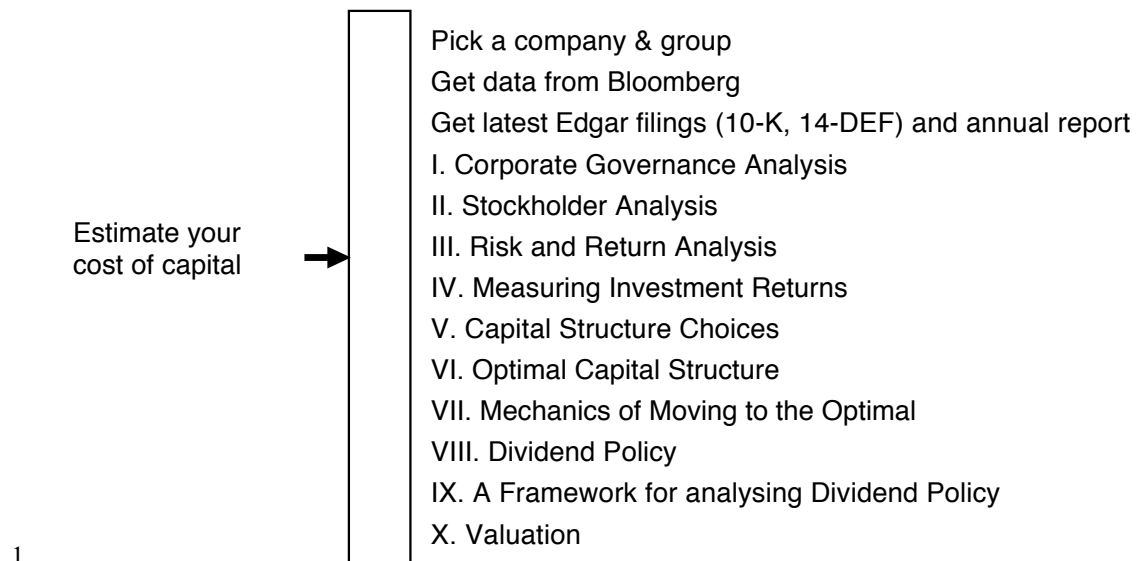 Pick a company & group
Get data from Bloomberg
Get latest Edgar filings (10-K, 14-DEF) and annual report
I. Corporate Governance Analysis
II. Stockholder Analysis
Estimate your
cost of capital
III. Risk and Return Analysis
IV. Measuring Investment Returns
V. Capital Structure Choices
VI. Optimal Capital Structure
VII. Mechanics of Moving to the Optimal
VIII. Dividend Policy
IX. A Framework for analysing Dividend Policy
X. Valuation
1